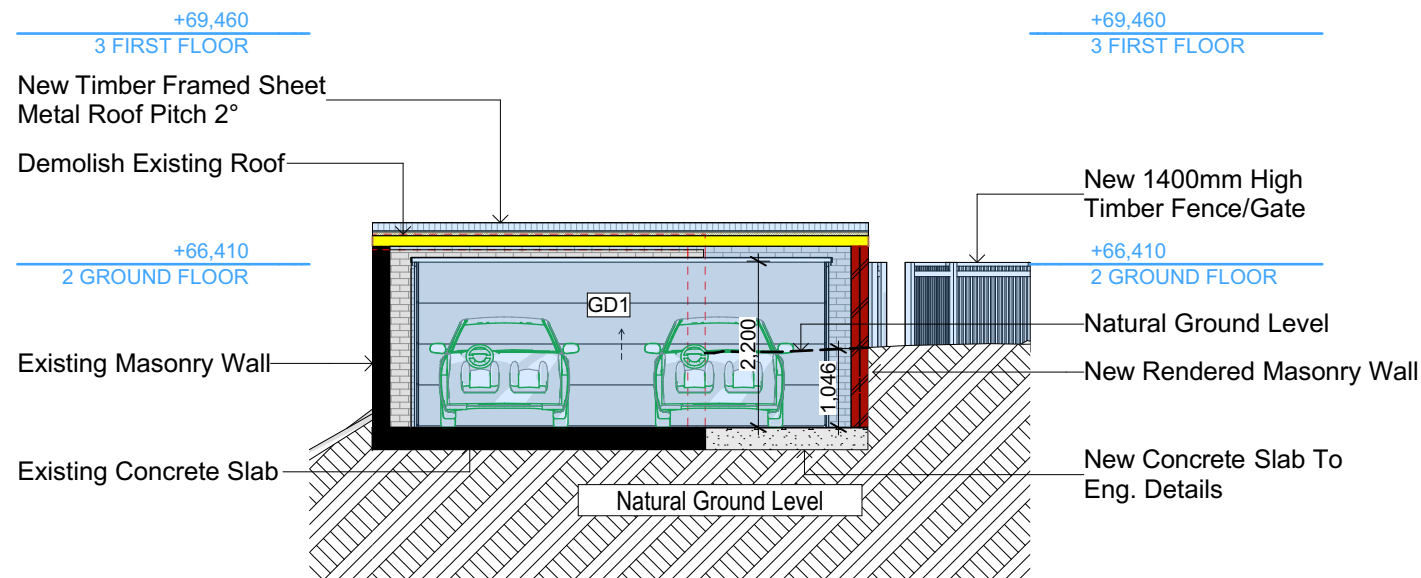 +69,460
3 FIRST FLOOR
+69,460
3 FIRST FLOOR
New Timber Framed Sheet
Metal Roof Pitch 2°
Demolish Existing Roof
New 1400mm High
Timber Fence/Gate
+66,410
2 GROUND FLOOR
+66,410
2 GROUND FLOOR
GD1
2,200
1,046
Natural Ground Level
Existing Masonry Wall
New Rendered Masonry Wall
Existing Concrete Slab
New Concrete Slab To
Eng. Details
Natural Ground Level